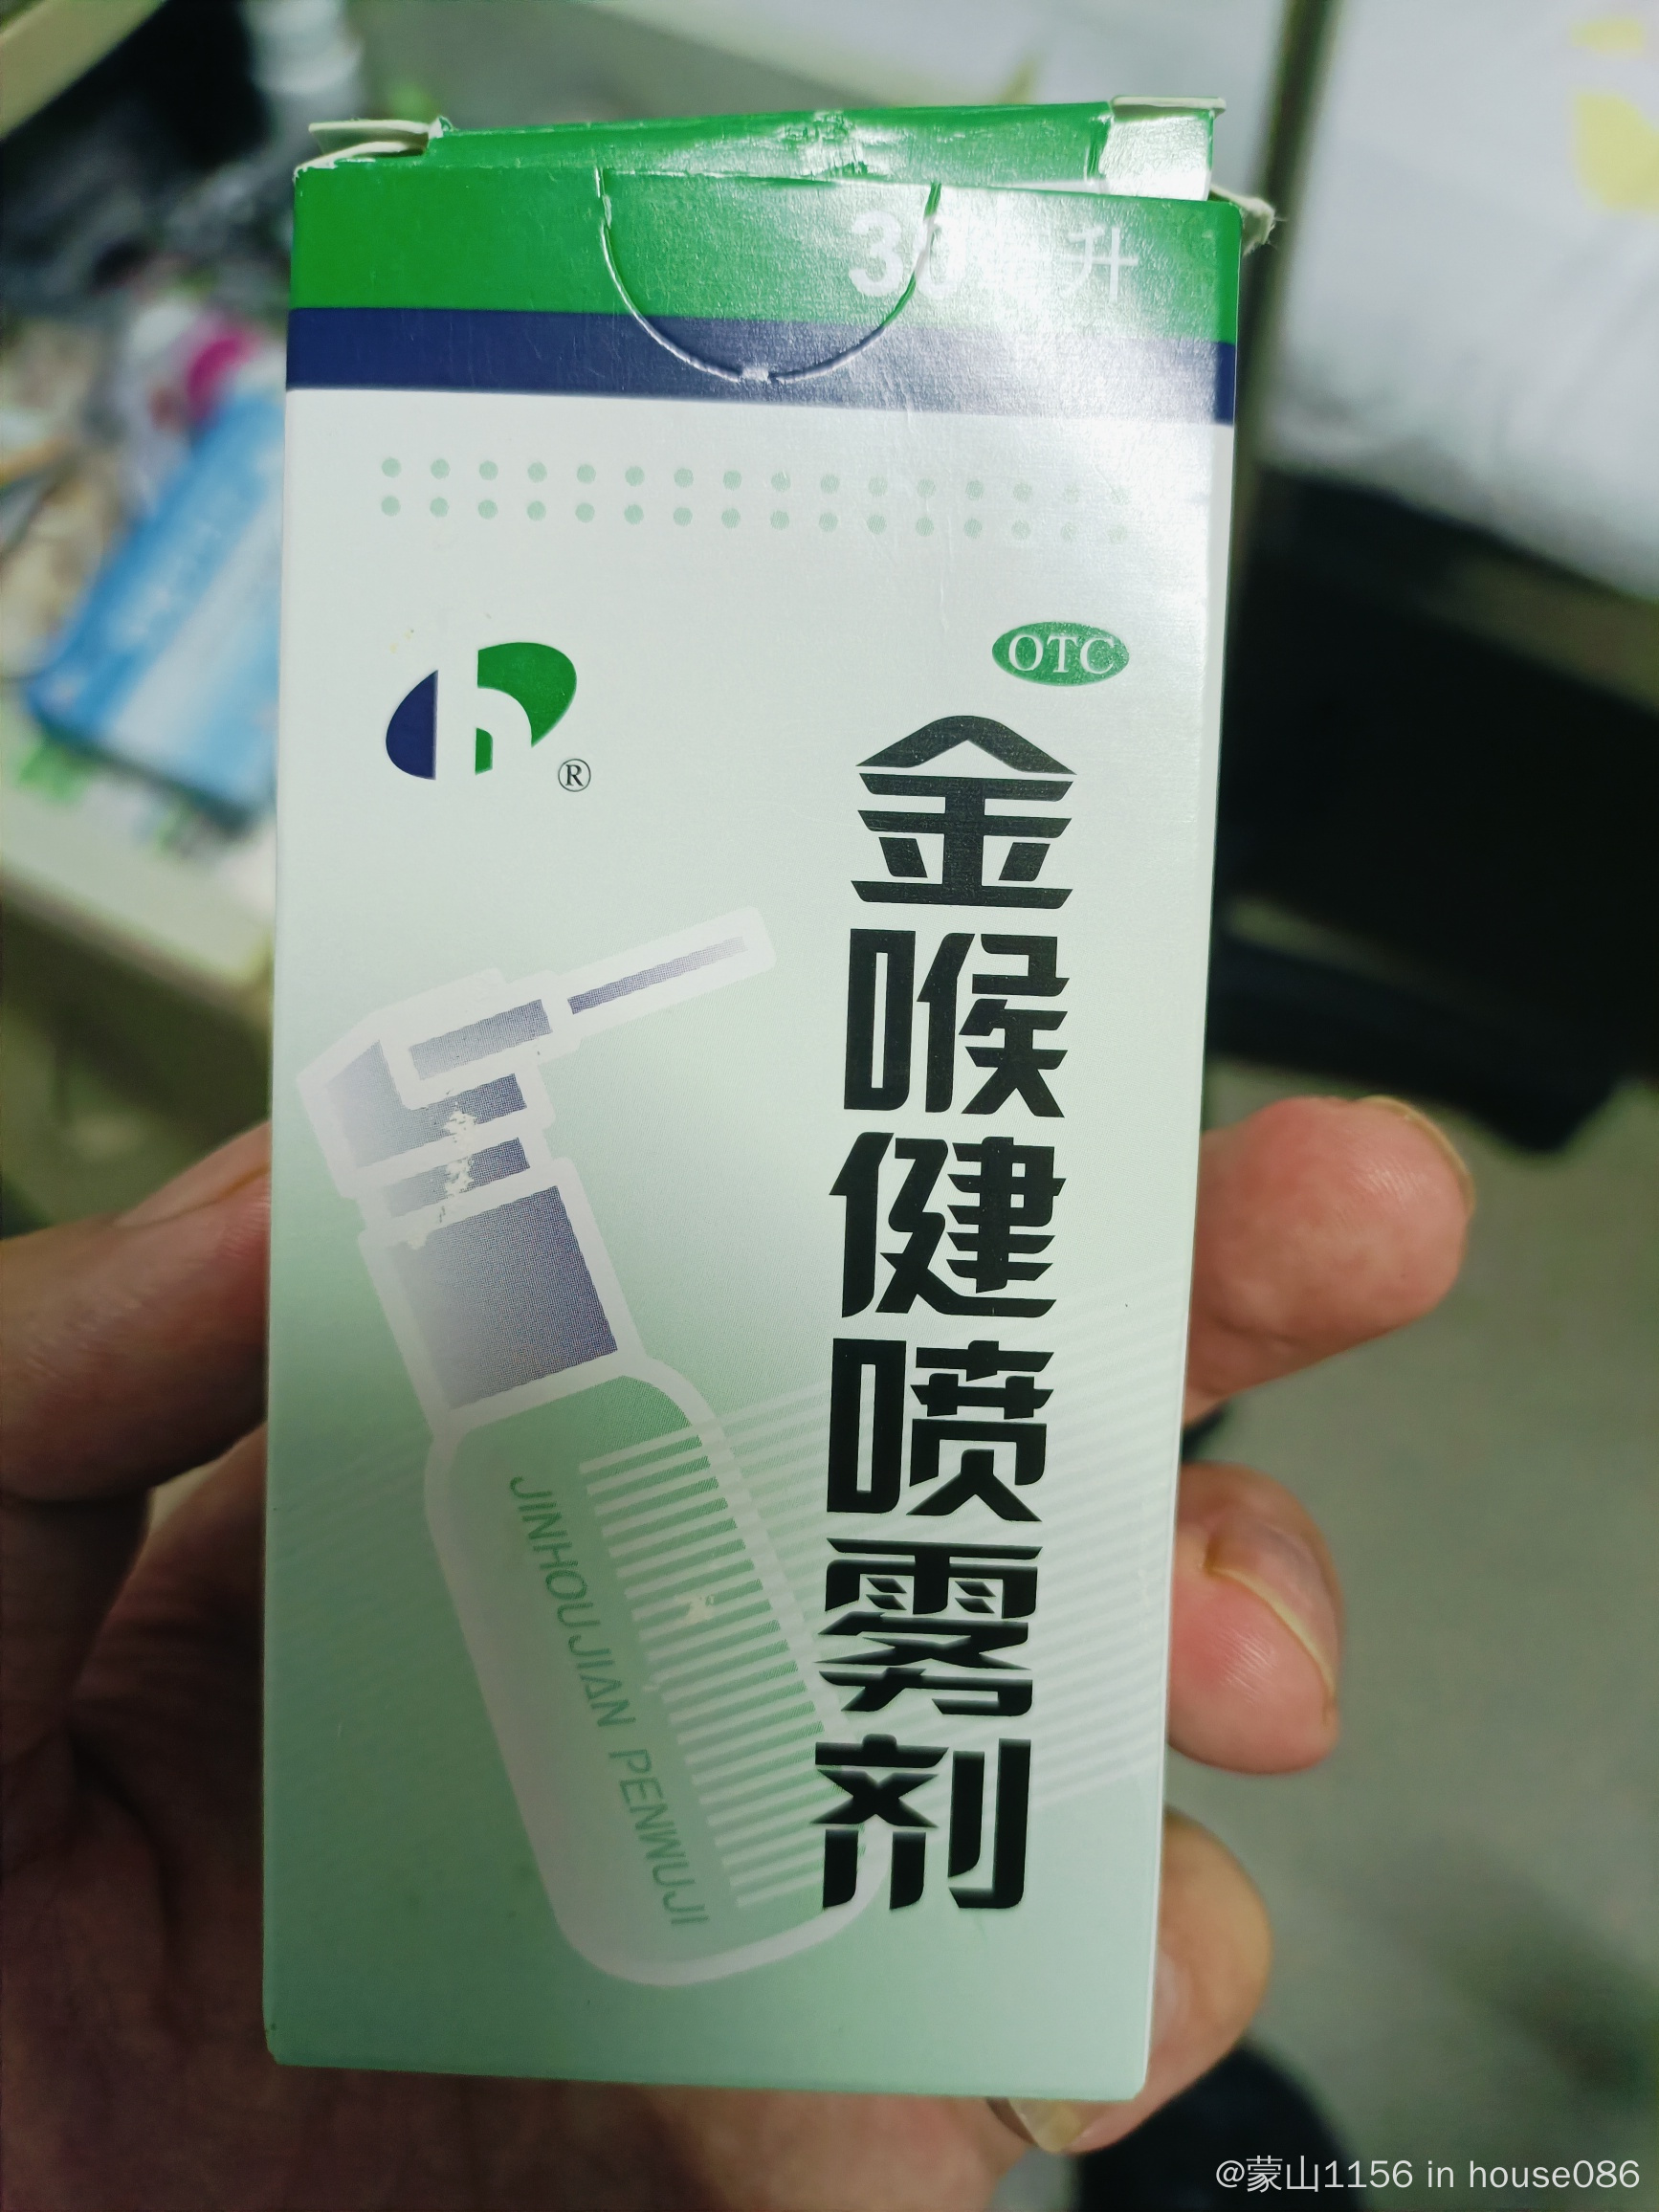 30毫升
OTC
h®
金喉健喷雾剂
JINHOUJIAN PENWUJI
@蒙山1156 in house086